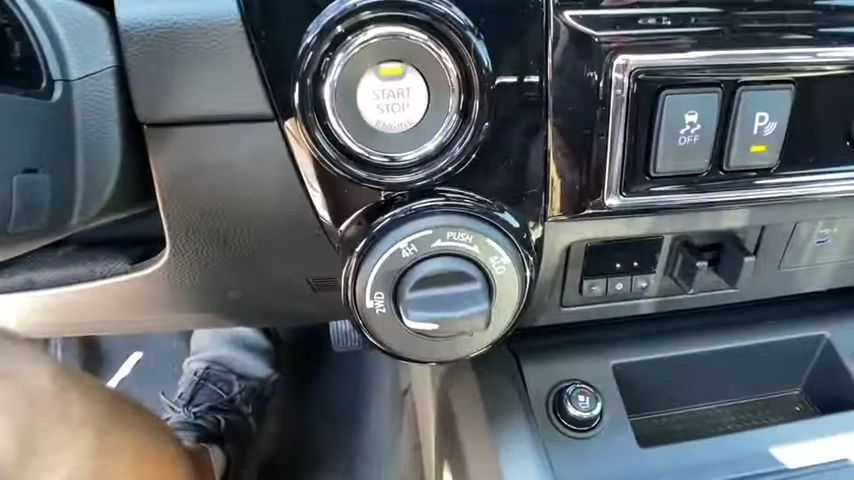 START
STOP
ENGINE
OFF
P
PUSH
4H
4LO
2WD